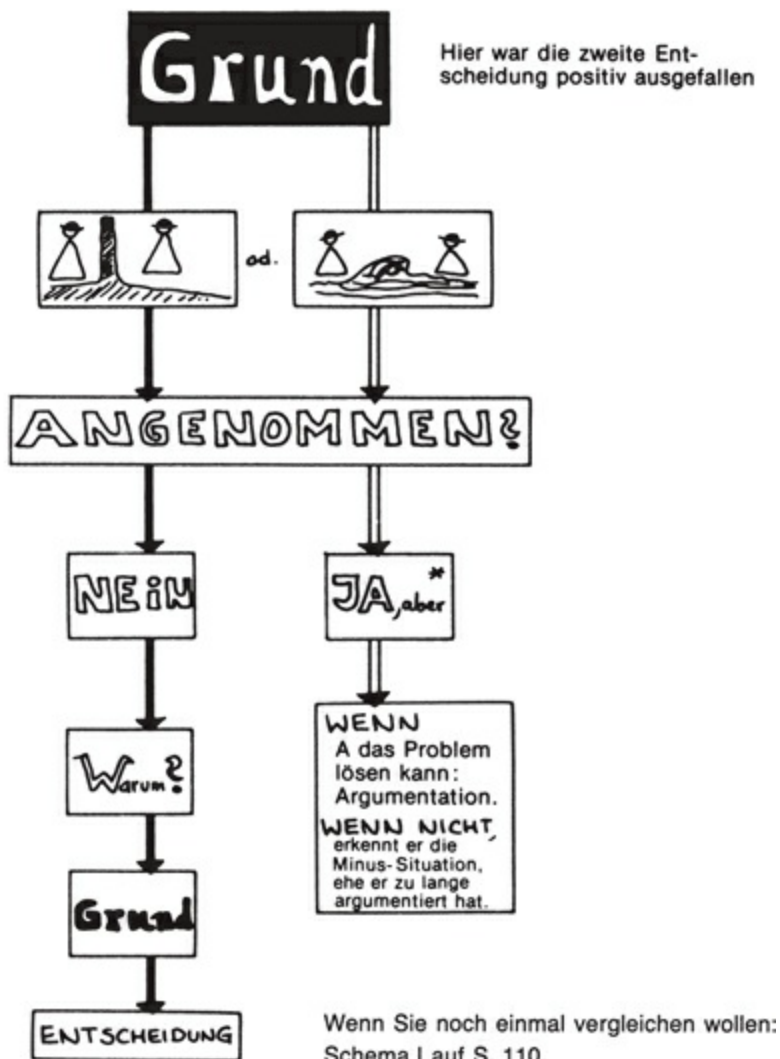 Grund
Hier war die zweite Ent-
scheidung positiv ausgefallen
od.
ANGENOMMEN?
NEiN
JA, aber*
Warum?
WENN
A das Problem
lösen kann:
Argumentation.
WENN NICHT,
erkennt er die
Minus-Situation,
ehe er zu lange
argumentiert hat.
Grund
ENTSCHEIDUNG
Wenn Sie noch einmal vergleichen wollen:
Schema I auf S. 110